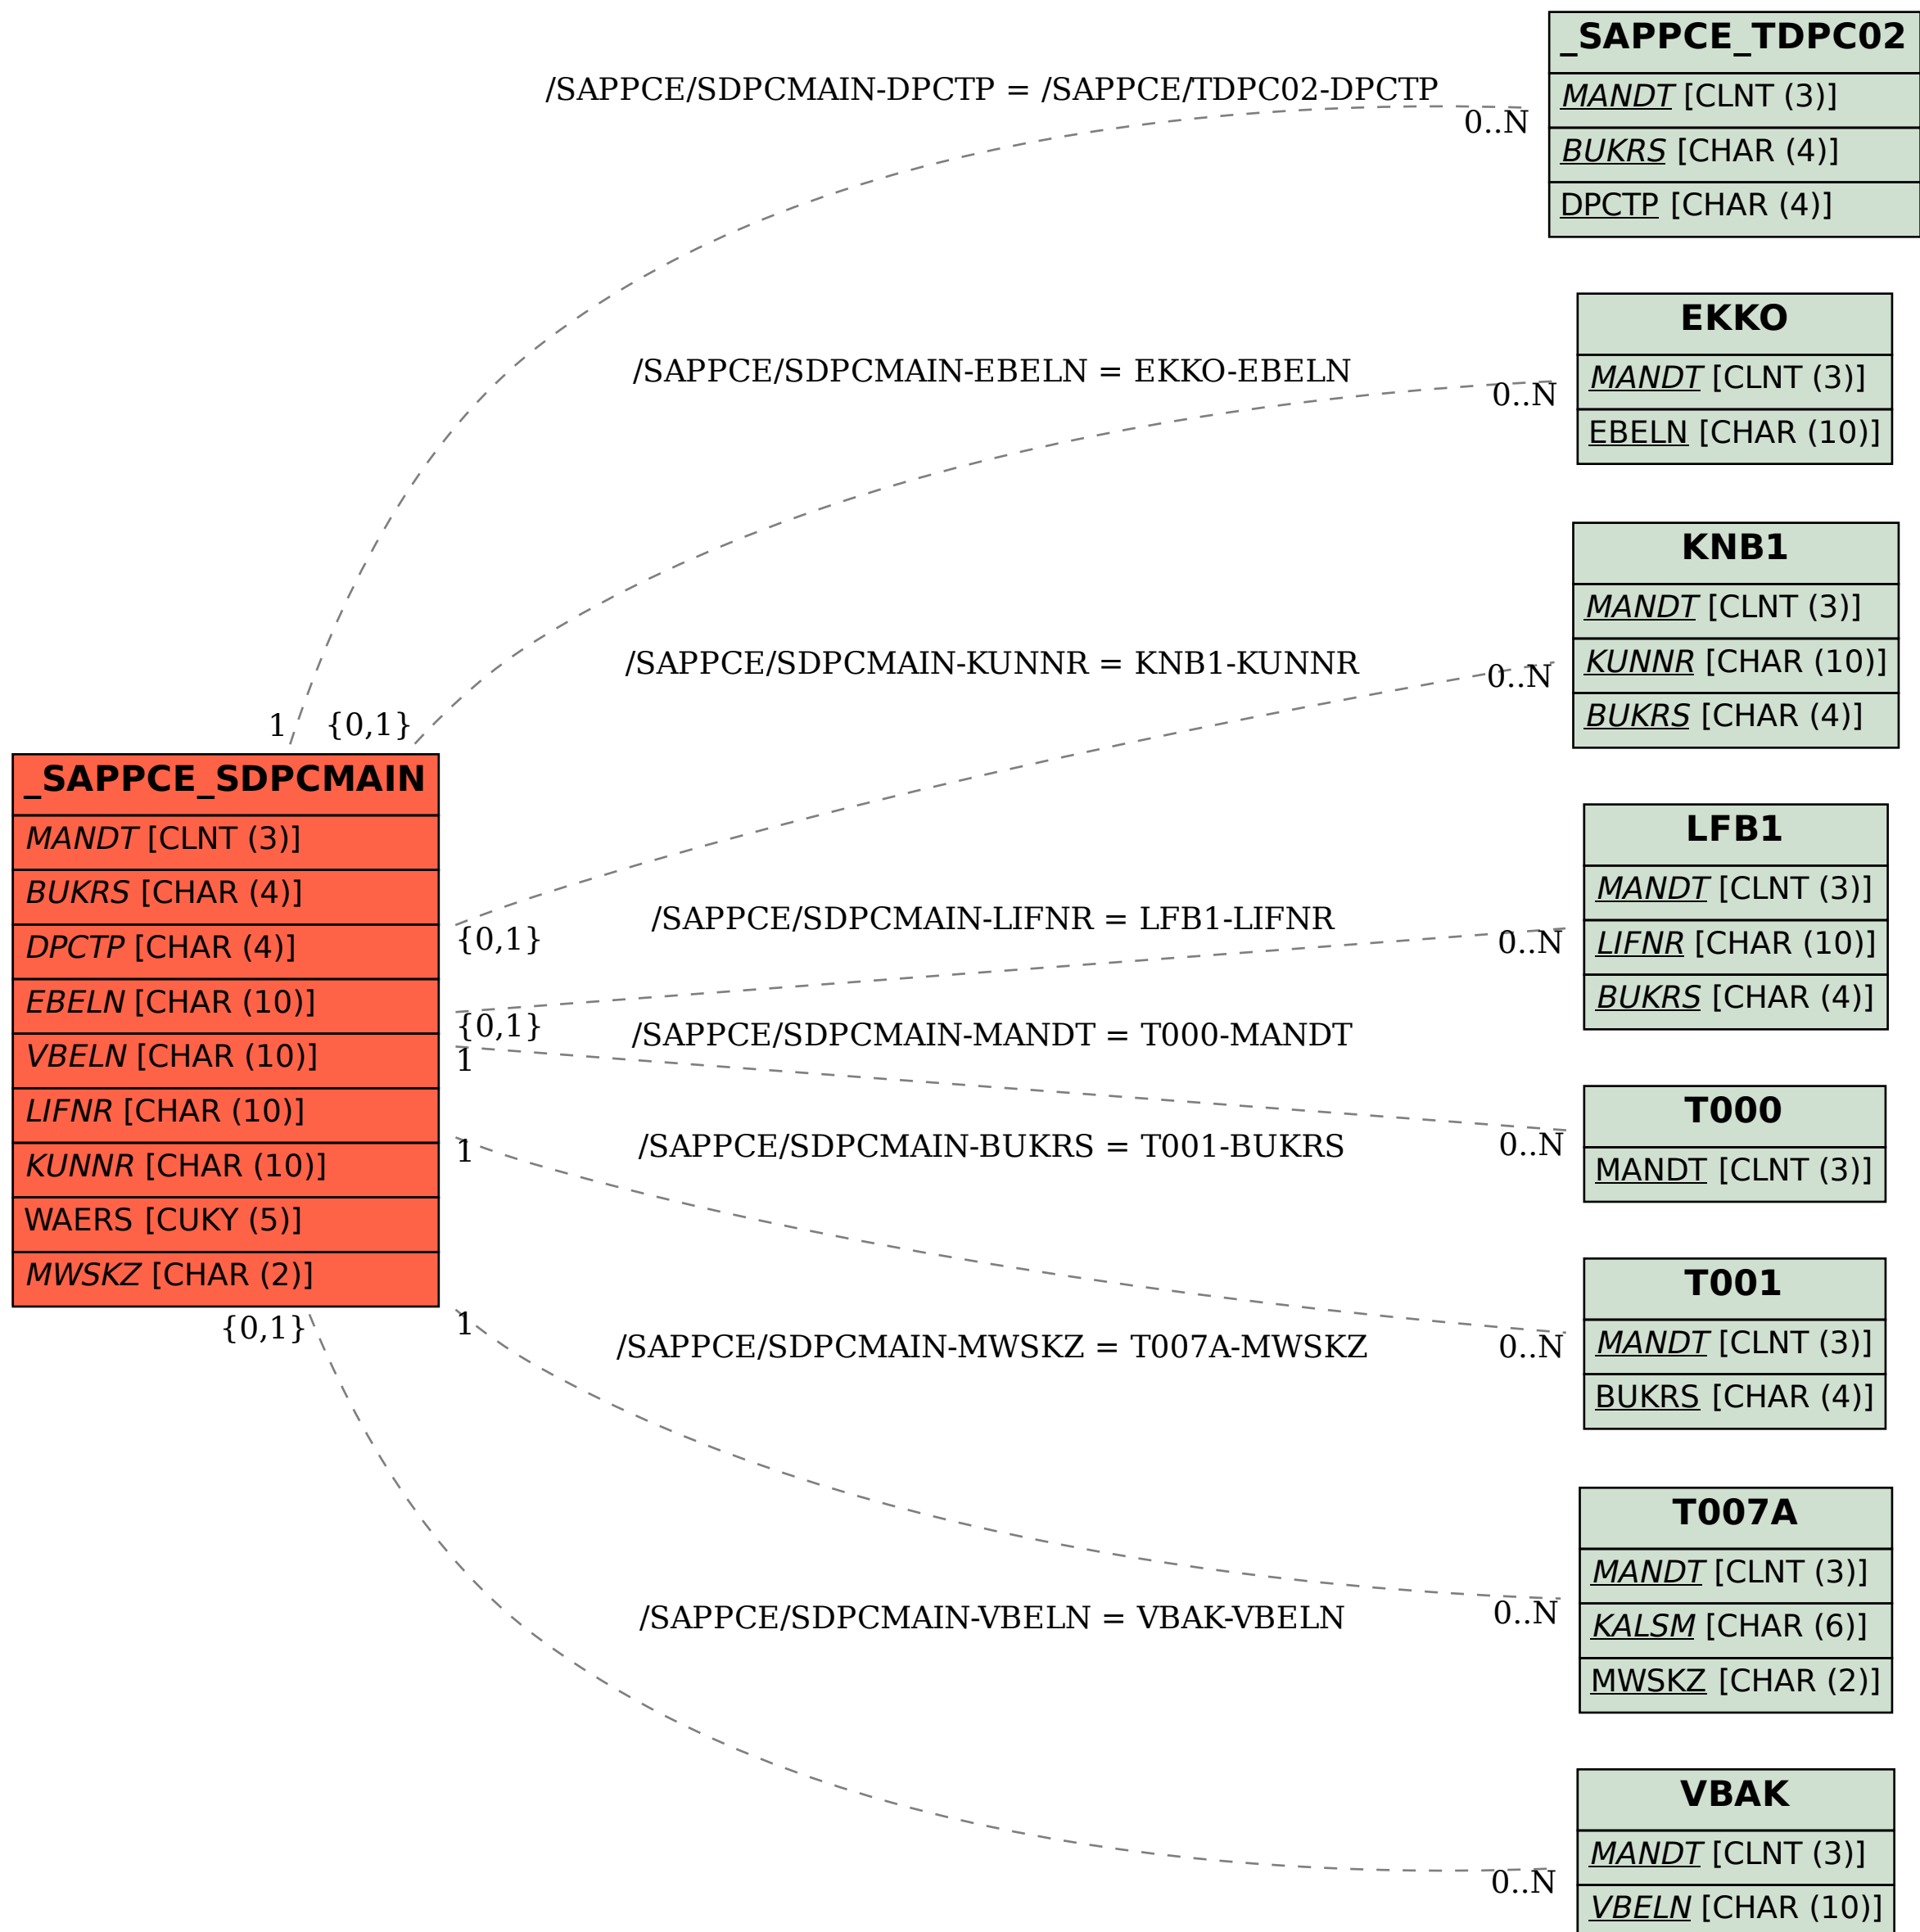 _SAPPCE_TDPC02
MANDT [CLNT (3)]
BUKRS [CHAR (4)]
DPCTP [CHAR (4)]
/SAPPCE/SDPCMAIN-DPCTP = /SAPPCE/TDPC02-DPCTP
0..N
1
EKKO
MANDT [CLNT (3)]
EBELN [CHAR (10)]
/SAPPCE/SDPCMAIN-EBELN = EKKO-EBELN
0..N
{0,1}
KNB1
MANDT [CLNT (3)]
KUNNR [CHAR (10)]
BUKRS [CHAR (4)]
/SAPPCE/SDPCMAIN-KUNNR = KNB1-KUNNR
0..N
{0,1}
_SAPPCE_SDPCMAIN
MANDT [CLNT (3)]
BUKRS [CHAR (4)]
DPCTP [CHAR (4)]
EBELN [CHAR (10)]
VBELN [CHAR (10)]
LIFNR [CHAR (10)]
KUNNR [CHAR (10)]
WAERS [CUKY (5)]
MWSKZ [CHAR (2)]
LFB1
MANDT [CLNT (3)]
LIFNR [CHAR (10)]
BUKRS [CHAR (4)]
/SAPPCE/SDPCMAIN-LIFNR = LFB1-LIFNR
0..N
{0,1}
T000
MANDT [CLNT (3)]
/SAPPCE/SDPCMAIN-MANDT = T000-MANDT
0..N
1
T001
MANDT [CLNT (3)]
BUKRS [CHAR (4)]
/SAPPCE/SDPCMAIN-BUKRS = T001-BUKRS
0..N
1
T007A
MANDT [CLNT (3)]
KALSM [CHAR (6)]
MWSKZ [CHAR (2)]
/SAPPCE/SDPCMAIN-MWSKZ = T007A-MWSKZ
0..N
1
VBAK
MANDT [CLNT (3)]
VBELN [CHAR (10)]
/SAPPCE/SDPCMAIN-VBELN = VBAK-VBELN
0..N
{0,1}